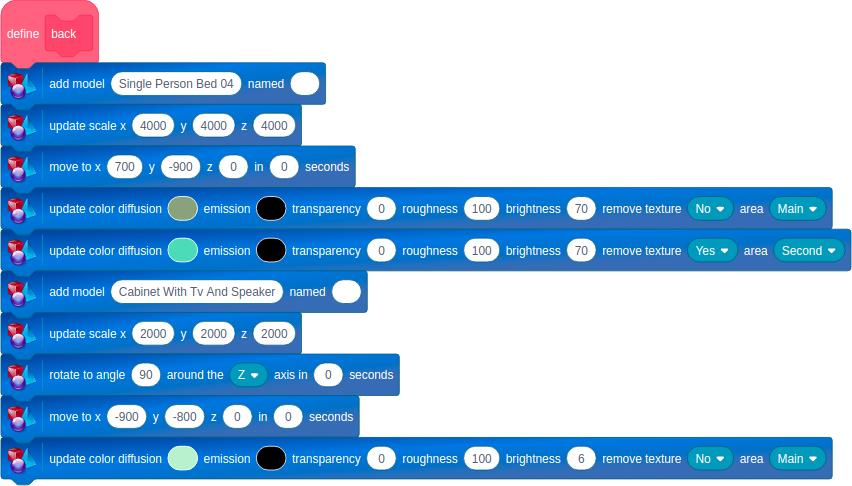 define back
add model Single Person Bed 04 named
update scale x 4000 y 4000 z 4000
move to x 700 y -900 z 0 in 0 seconds
update color diffusion emission transparency 0 roughness 100 brightness 70 remove texture No area Main
update color diffusion emission transparency 0 roughness 100 brightness 70 remove texture Yes area Second
add model Cabinet With Tv And Speaker named
update scale x 2000 y 2000 z 2000
rotate to angle 90 around the Z axis in 0 seconds
move to x -900 y -800 z 0 in 0 seconds
update color diffusion emission transparency 0 roughness 100 brightness 6 remove texture No area Main